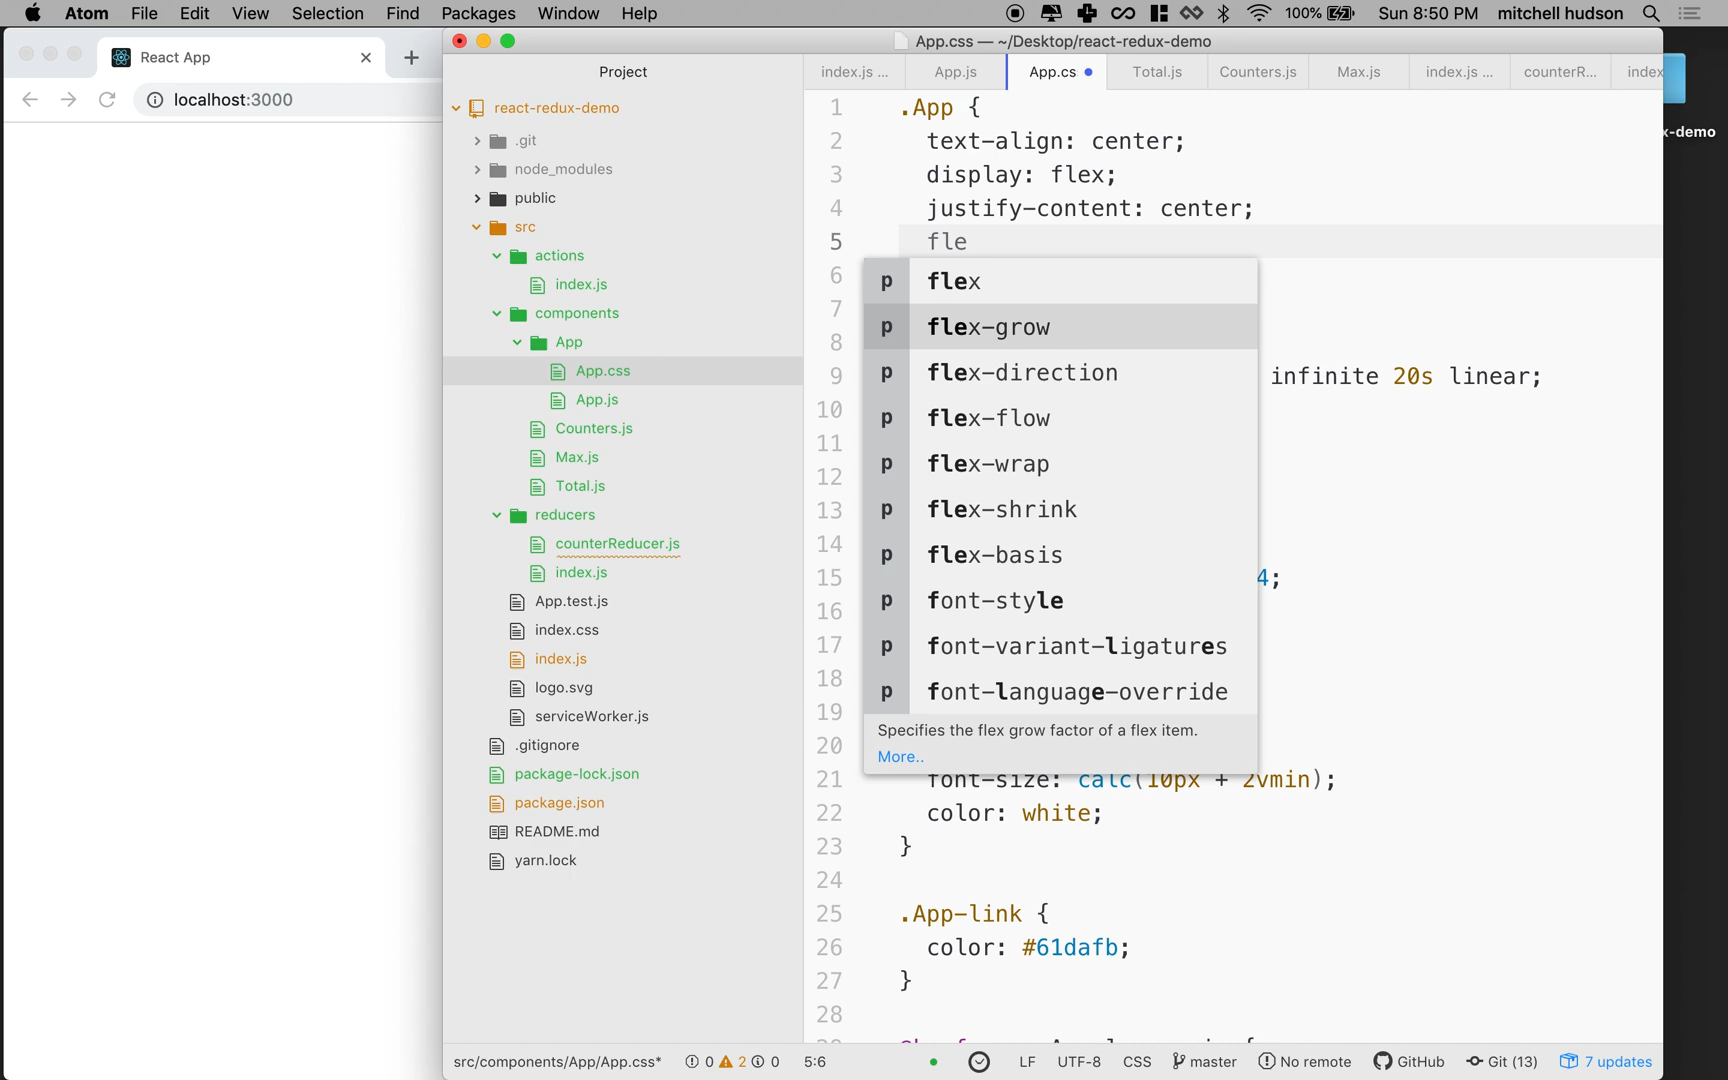 Atom File Edit View Selection Find Packages Window Help 100% Sun 8:50 PM mitchell hudson
React App
localhost:3000
App.css — ~/Desktop/react-redux-demo
Project
index.js ... App.js App.cs Total.js Counters.js Max.js index.js ... counterR... index
x-demo
react-redux-demo
.git
node_modules
public
src
actions
index.js
components
App
App.css
App.js
Counters.js
Max.js
Total.js
reducers
counterReducer.js
index.js
App.test.js
index.css
index.js
logo.svg
serviceWorker.js
.gitignore
package-lock.json
package.json
README.md
yarn.lock
1 .App {
2 text-align: center;
3 display: flex;
4 justify-content: center;
5 fle
6
7
8
9 infinite 20s linear;
10
11
12
13
14
15 4;
16
17
18
19
20
21 font-size: calc(10px + 2vmin);
22 color: white;
23 }
24
25 .App-link {
26 color: #61dafb;
27 }
28
p flex
p flex-grow
p flex-direction
p flex-flow
p flex-wrap
p flex-shrink
p flex-basis
p font-style
p font-variant-ligatures
p font-language-override
Specifies the flex grow factor of a flex item.
More..
src/components/App/App.css* 0 2 0 5:6 LF UTF-8 CSS master No remote GitHub Git (13) 7 updates